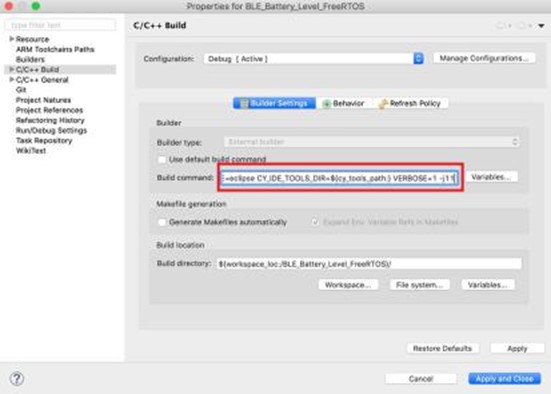 Properties for BLE_Battery_Level_FreeRTOS
type filter text
Resource
ARM Toolchains Paths
Builders
C/C++ Build
C/C++ General
Git
Project Natures
Project References
Refactoring History
Run/Debug Settings
Task Repository
WikiText
C/C++ Build
Configuration: Debug [ Active ] Manage Configurations...
Builder Settings Behavior Refresh Policy
Builder
Builder type: External builder
Use default build command
Build command: =eclipse CY_IDE_TOOLS_DIR=${cy_tools_path:} VERBOSE=1 -j11 Variables...
Makefile generation
Generate Makefiles automatically Expand Env. Variable Refs in Makefiles
Build location
Build directory: ${workspace_loc:/BLE_Battery_Level_FreeRTOS}/
Workspace... File system... Variables...
Restore Defaults Apply
? Cancel Apply and Close